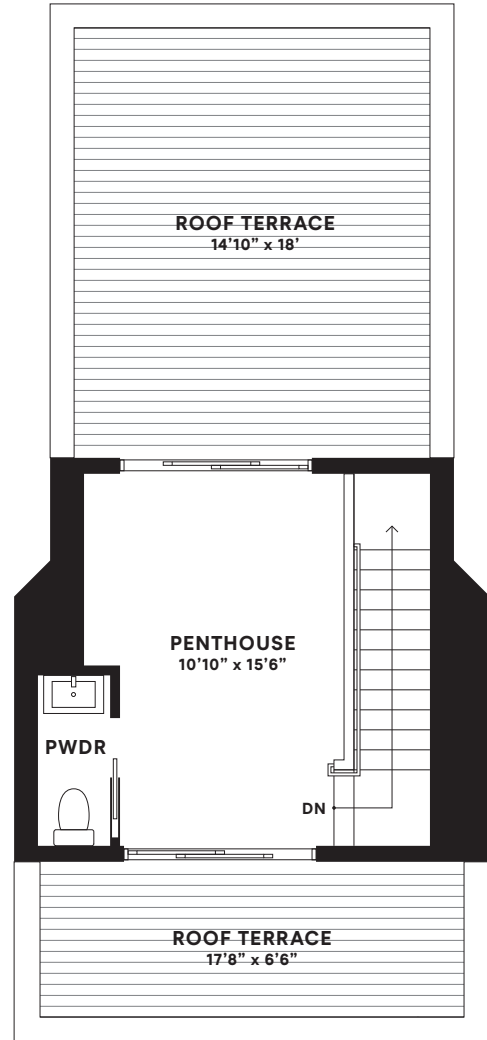 ROOF TERRACE
14’10” x 18’
PENTHOUSE
10’10” x 15’6”
PWDR
DN
ROOF TERRACE
17’8” x 6’6”